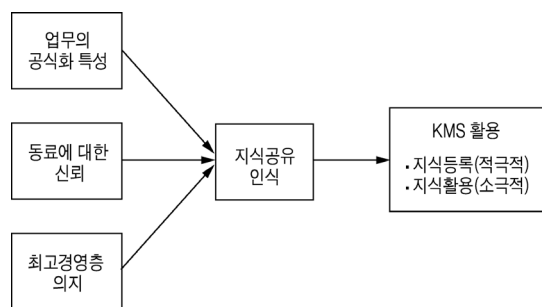 업무의
공식화 특성
동료에 대한
신뢰
최고경영층
의지
지식공유
인식
KMS 활용
• 지식등록(적극적)
• 지식활용(소극적)